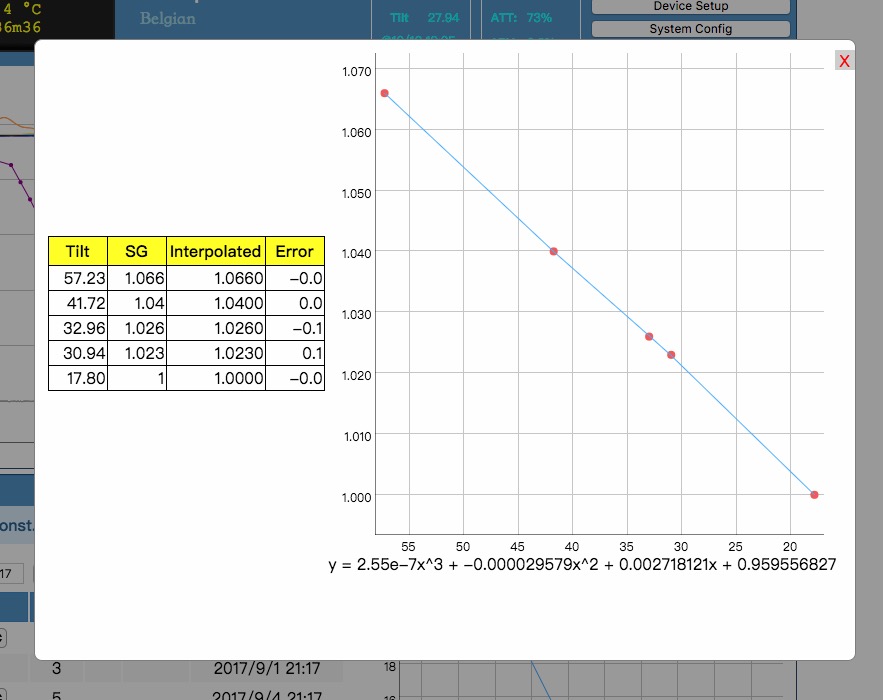 4 °C
36m36
Belgian
Tilt 27.94
ATT: 73%
Device Setup
System Config
X
Tilt SG Interpolated Error
57.23 1.066 1.0660 −0.0
41.72 1.04 1.0400 0.0
32.96 1.026 1.0260 −0.1
30.94 1.023 1.0230 0.1
17.80 1 1.0000 −0.0
1.070
1.060
1.050
1.040
1.030
1.020
1.010
1.000
55 50 45 40 35 30 25 20
y = 2.55e−7x^3 + −0.000029579x^2 + 0.002718121x + 0.959556827
onst.
17
3 2017/9/1 21:17
5 2017/9/4 21:17
18
16